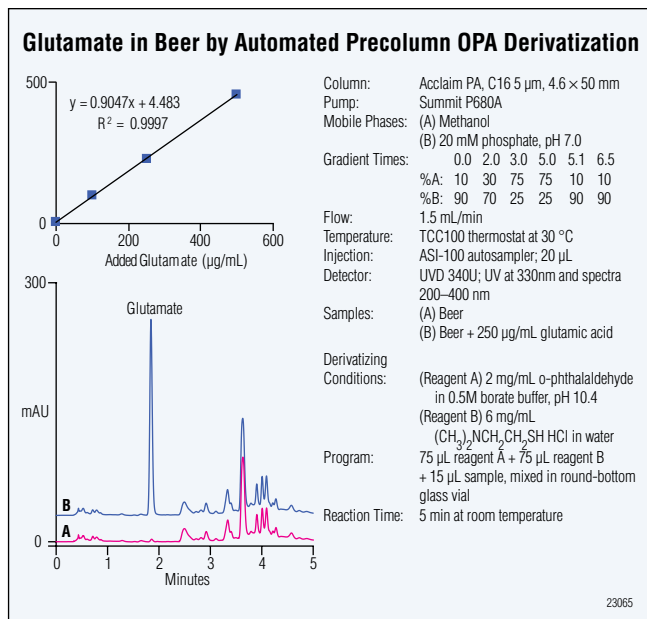 Glutamate in Beer by Automated Precolumn OPA Derivatization
500
y = 0.9047x + 4.483
R² = 0.9997
0
0 200 400 600
Added Glutamate (µg/mL)
300
Glutamate
mAU
B
A
0
0 1 2 3 4 5
Minutes
Column: Acclaim PA, C16 5 µm, 4.6 × 50 mm
Pump: Summit P680A
Mobile Phases: (A) Methanol
(B) 20 mM phosphate, pH 7.0
Gradient Times: 0.0 2.0 3.0 5.0 5.1 6.5
%A: 10 30 75 75 10 10
%B: 90 70 25 25 90 90
Flow: 1.5 mL/min
Temperature: TCC100 thermostat at 30 °C
Injection: ASI-100 autosampler; 20 µL
Detector: UVD 340U; UV at 330nm and spectra
200–400 nm
Samples: (A) Beer
(B) Beer + 250 µg/mL glutamic acid
Derivatizing
Conditions: (Reagent A) 2 mg/mL o-phthalaldehyde
in 0.5M borate buffer, pH 10.4
(Reagent B) 6 mg/mL
(CH₃)₂NCH₂CH₂SH HCl in water
Program: 75 µL reagent A + 75 µL reagent B
+ 15 µL sample, mixed in round-bottom
glass vial
Reaction Time: 5 min at room temperature
23065